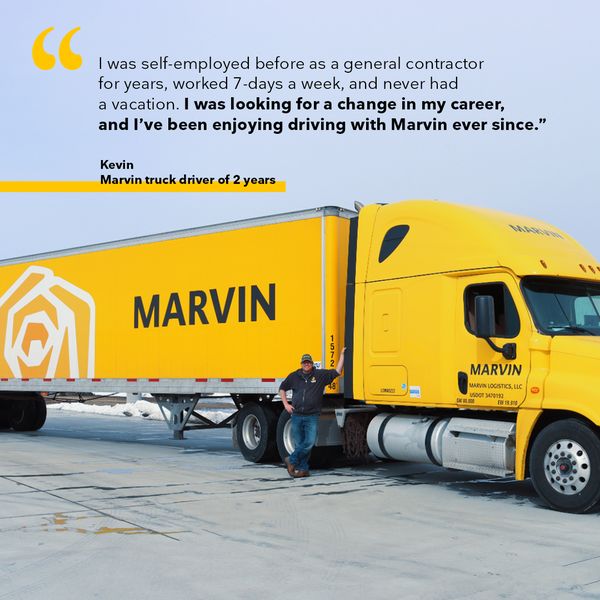 “
I was self-employed before as a general contractor
for years, worked 7-days a week, and never had
a vacation. I was looking for a change in my career,
and I’ve been enjoying driving with Marvin ever since.”
Kevin
Marvin truck driver of 2 years
MARVIN
MARVIN
MARVIN
MARVIN LOGISTICS, LLC
USDOT 3470192